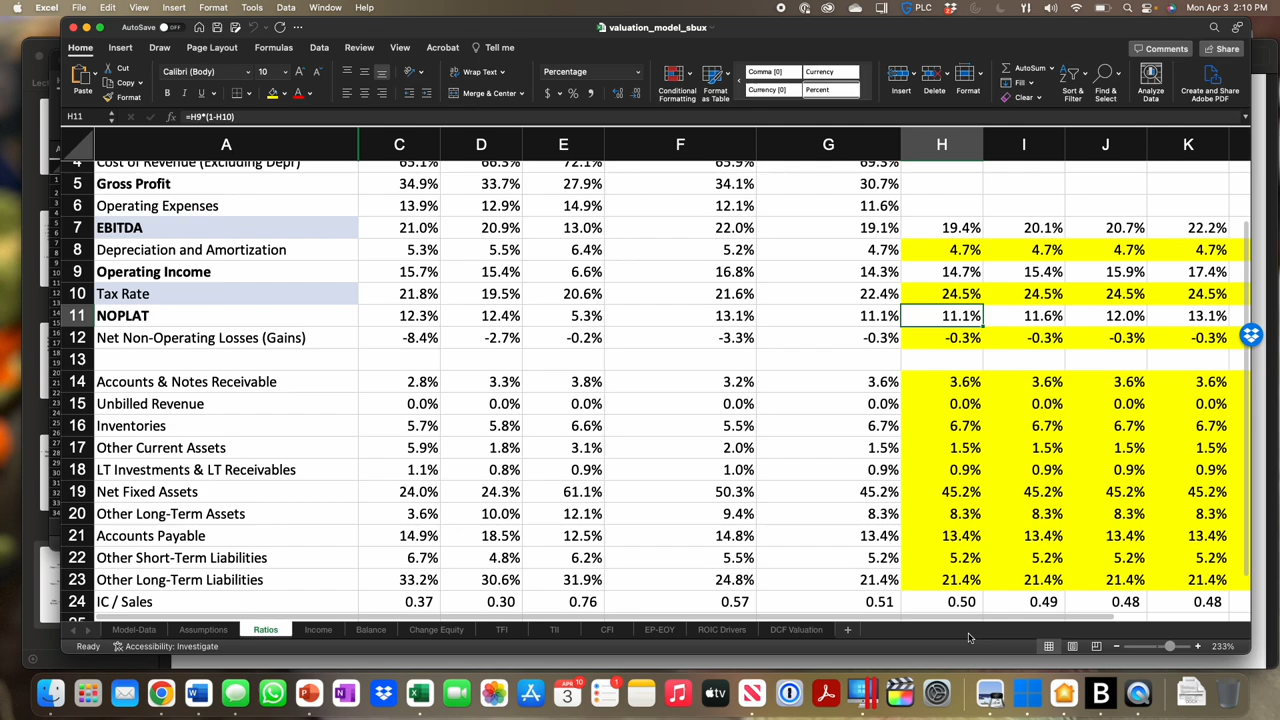 Excel File Edit View Insert Format Tools Data Window Help PLC Mon Apr 3 2:10 PM
AutoSave OFF valuation_model_sbux
Home Insert Draw Page Layout Formulas Data Review View Acrobat Tell me Comments Share
Paste Cut Copy Format Calibri (Body) 10 Wrap Text Merge & Center Percentage Conditional Formatting Format as Table Comma [0] Currency Currency [0] Percent Insert Delete Format AutoSum Fill Clear Sort & Filter Find & Select Analyze Data Create and Share Adobe PDF
H11 fx =H9*(1-H10)
A C D E F G H I J K
4 Cost of Revenue (Excluding Depr) 65.1% 66.3% 72.1% 65.9% 69.3%
5 Gross Profit 34.9% 33.7% 27.9% 34.1% 30.7%
6 Operating Expenses 13.9% 12.9% 14.9% 12.1% 11.6%
7 EBITDA 21.0% 20.9% 13.0% 22.0% 19.1% 19.4% 20.1% 20.7% 22.2%
8 Depreciation and Amortization 5.3% 5.5% 6.4% 5.2% 4.7% 4.7% 4.7% 4.7% 4.7%
9 Operating Income 15.7% 15.4% 6.6% 16.8% 14.3% 14.7% 15.4% 15.9% 17.4%
10 Tax Rate 21.8% 19.5% 20.6% 21.6% 22.4% 24.5% 24.5% 24.5% 24.5%
11 NOPLAT 12.3% 12.4% 5.3% 13.1% 11.1% 11.1% 11.6% 12.0% 13.1%
12 Net Non-Operating Losses (Gains) -8.4% -2.7% -0.2% -3.3% -0.3% -0.3% -0.3% -0.3% -0.3%
13
14 Accounts & Notes Receivable 2.8% 3.3% 3.8% 3.2% 3.6% 3.6% 3.6% 3.6% 3.6%
15 Unbilled Revenue 0.0% 0.0% 0.0% 0.0% 0.0% 0.0% 0.0% 0.0% 0.0%
16 Inventories 5.7% 5.8% 6.6% 5.5% 6.7% 6.7% 6.7% 6.7% 6.7%
17 Other Current Assets 5.9% 1.8% 3.1% 2.0% 1.5% 1.5% 1.5% 1.5% 1.5%
18 LT Investments & LT Receivables 1.1% 0.8% 0.9% 1.0% 0.9% 0.9% 0.9% 0.9% 0.9%
19 Net Fixed Assets 24.0% 24.3% 61.1% 50.3% 45.2% 45.2% 45.2% 45.2% 45.2%
20 Other Long-Term Assets 3.6% 10.0% 12.1% 9.4% 8.3% 8.3% 8.3% 8.3% 8.3%
21 Accounts Payable 14.9% 18.5% 12.5% 14.8% 13.4% 13.4% 13.4% 13.4% 13.4%
22 Other Short-Term Liabilities 6.7% 4.8% 6.2% 5.5% 5.2% 5.2% 5.2% 5.2% 5.2%
23 Other Long-Term Liabilities 33.2% 30.6% 31.9% 24.8% 21.4% 21.4% 21.4% 21.4% 21.4%
24 IC / Sales 0.37 0.30 0.76 0.57 0.51 0.50 0.49 0.48 0.48
Model-Data Assumptions Ratios Income Balance Change Equity TFI TII CFI EP-EOY ROIC Drivers DCF Valuation
Ready Accessibility: Investigate 233%